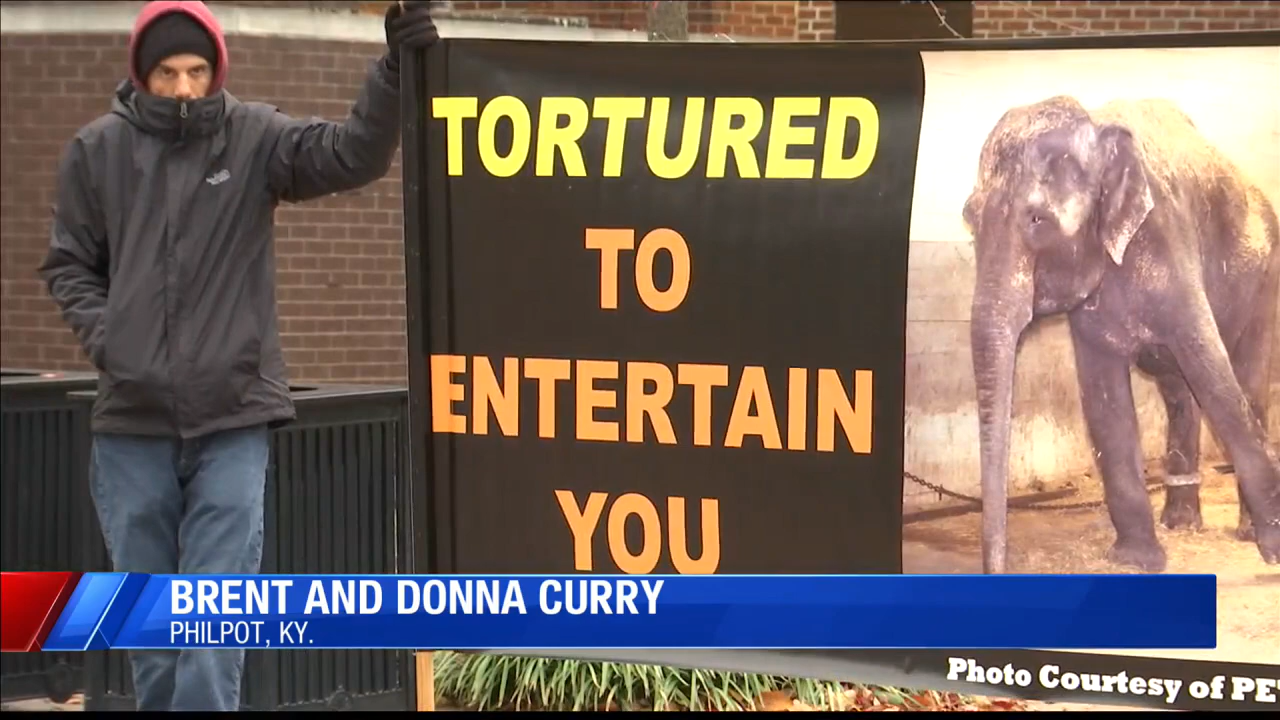 TORTURED
TO
ENTERTAIN
YOU
BRENT AND DONNA CURRY
PHILPOT, KY.
Photo Courtesy of